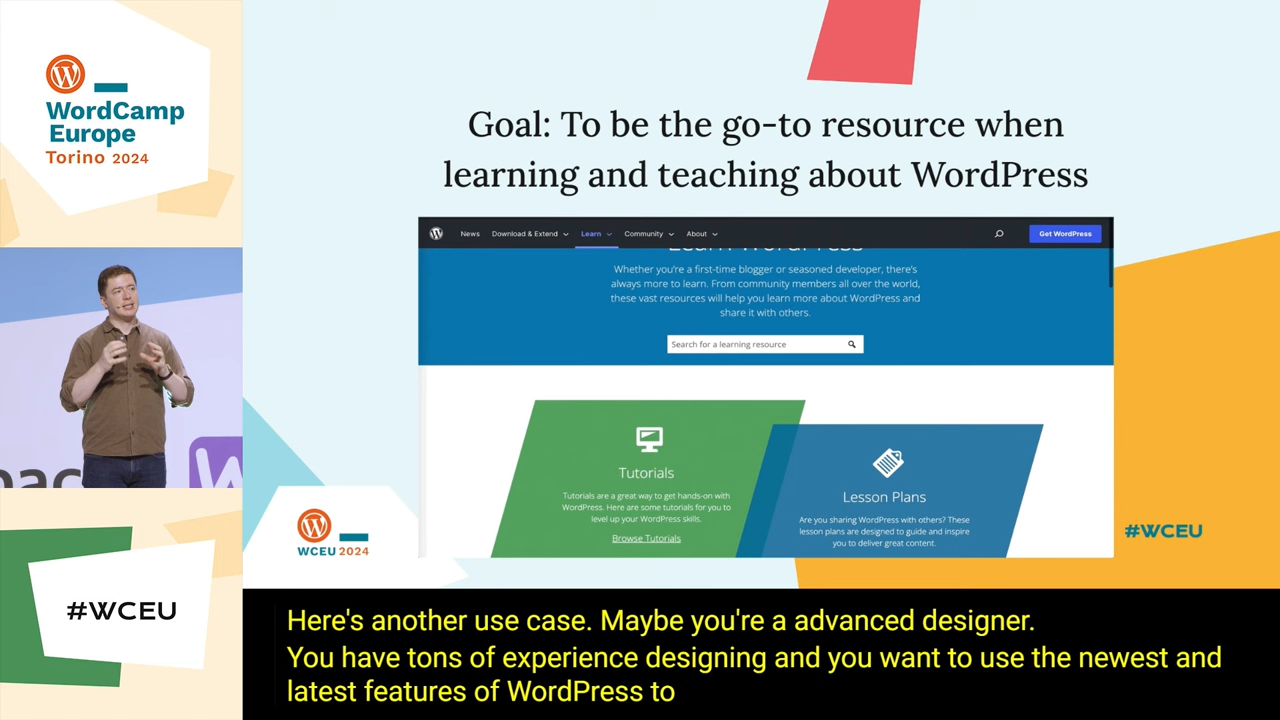 WordCamp
Europe
Torino 2024
#WCEU
Goal: To be the go-to resource when
learning and teaching about WordPress
News Download & Extend Learn Community About Get WordPress
Learn WordPress
Whether you're a first-time blogger or seasoned developer, there's
always more to learn. From community members all over the world,
these vast resources will help you learn more about WordPress and
share it with others.
Search for a learning resource
Tutorials
Tutorials are a great way to get hands-on with
WordPress. Here are some tutorials for you to
level up your WordPress skills.
Browse Tutorials
Lesson Plans
Are you sharing WordPress with others? These
lesson plans are designed to guide and inspire
you to deliver great content.
WCEU 2024
#WCEU
Here's another use case. Maybe you're a advanced designer.
You have tons of experience designing and you want to use the newest and
latest features of WordPress to